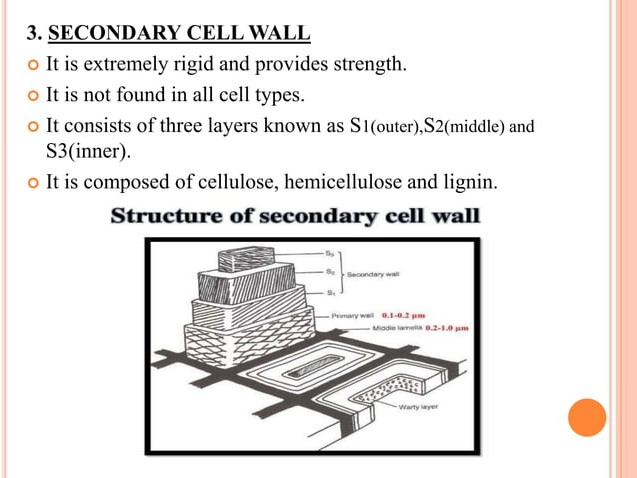 3. SECONDARY CELL WALL
It is extremely rigid and provides strength.
It is not found in all cell types.
It consists of three layers known as S1(outer),S2(middle) and
S3(inner).
It is composed of cellulose, hemicellulose and lignin.
Structure of secondary cell wall
S3
S2
Secondary wall
S1
Primary wall 0.1-0.2 µm
Middle lamella 0.2-1.0 µm
Warty layer